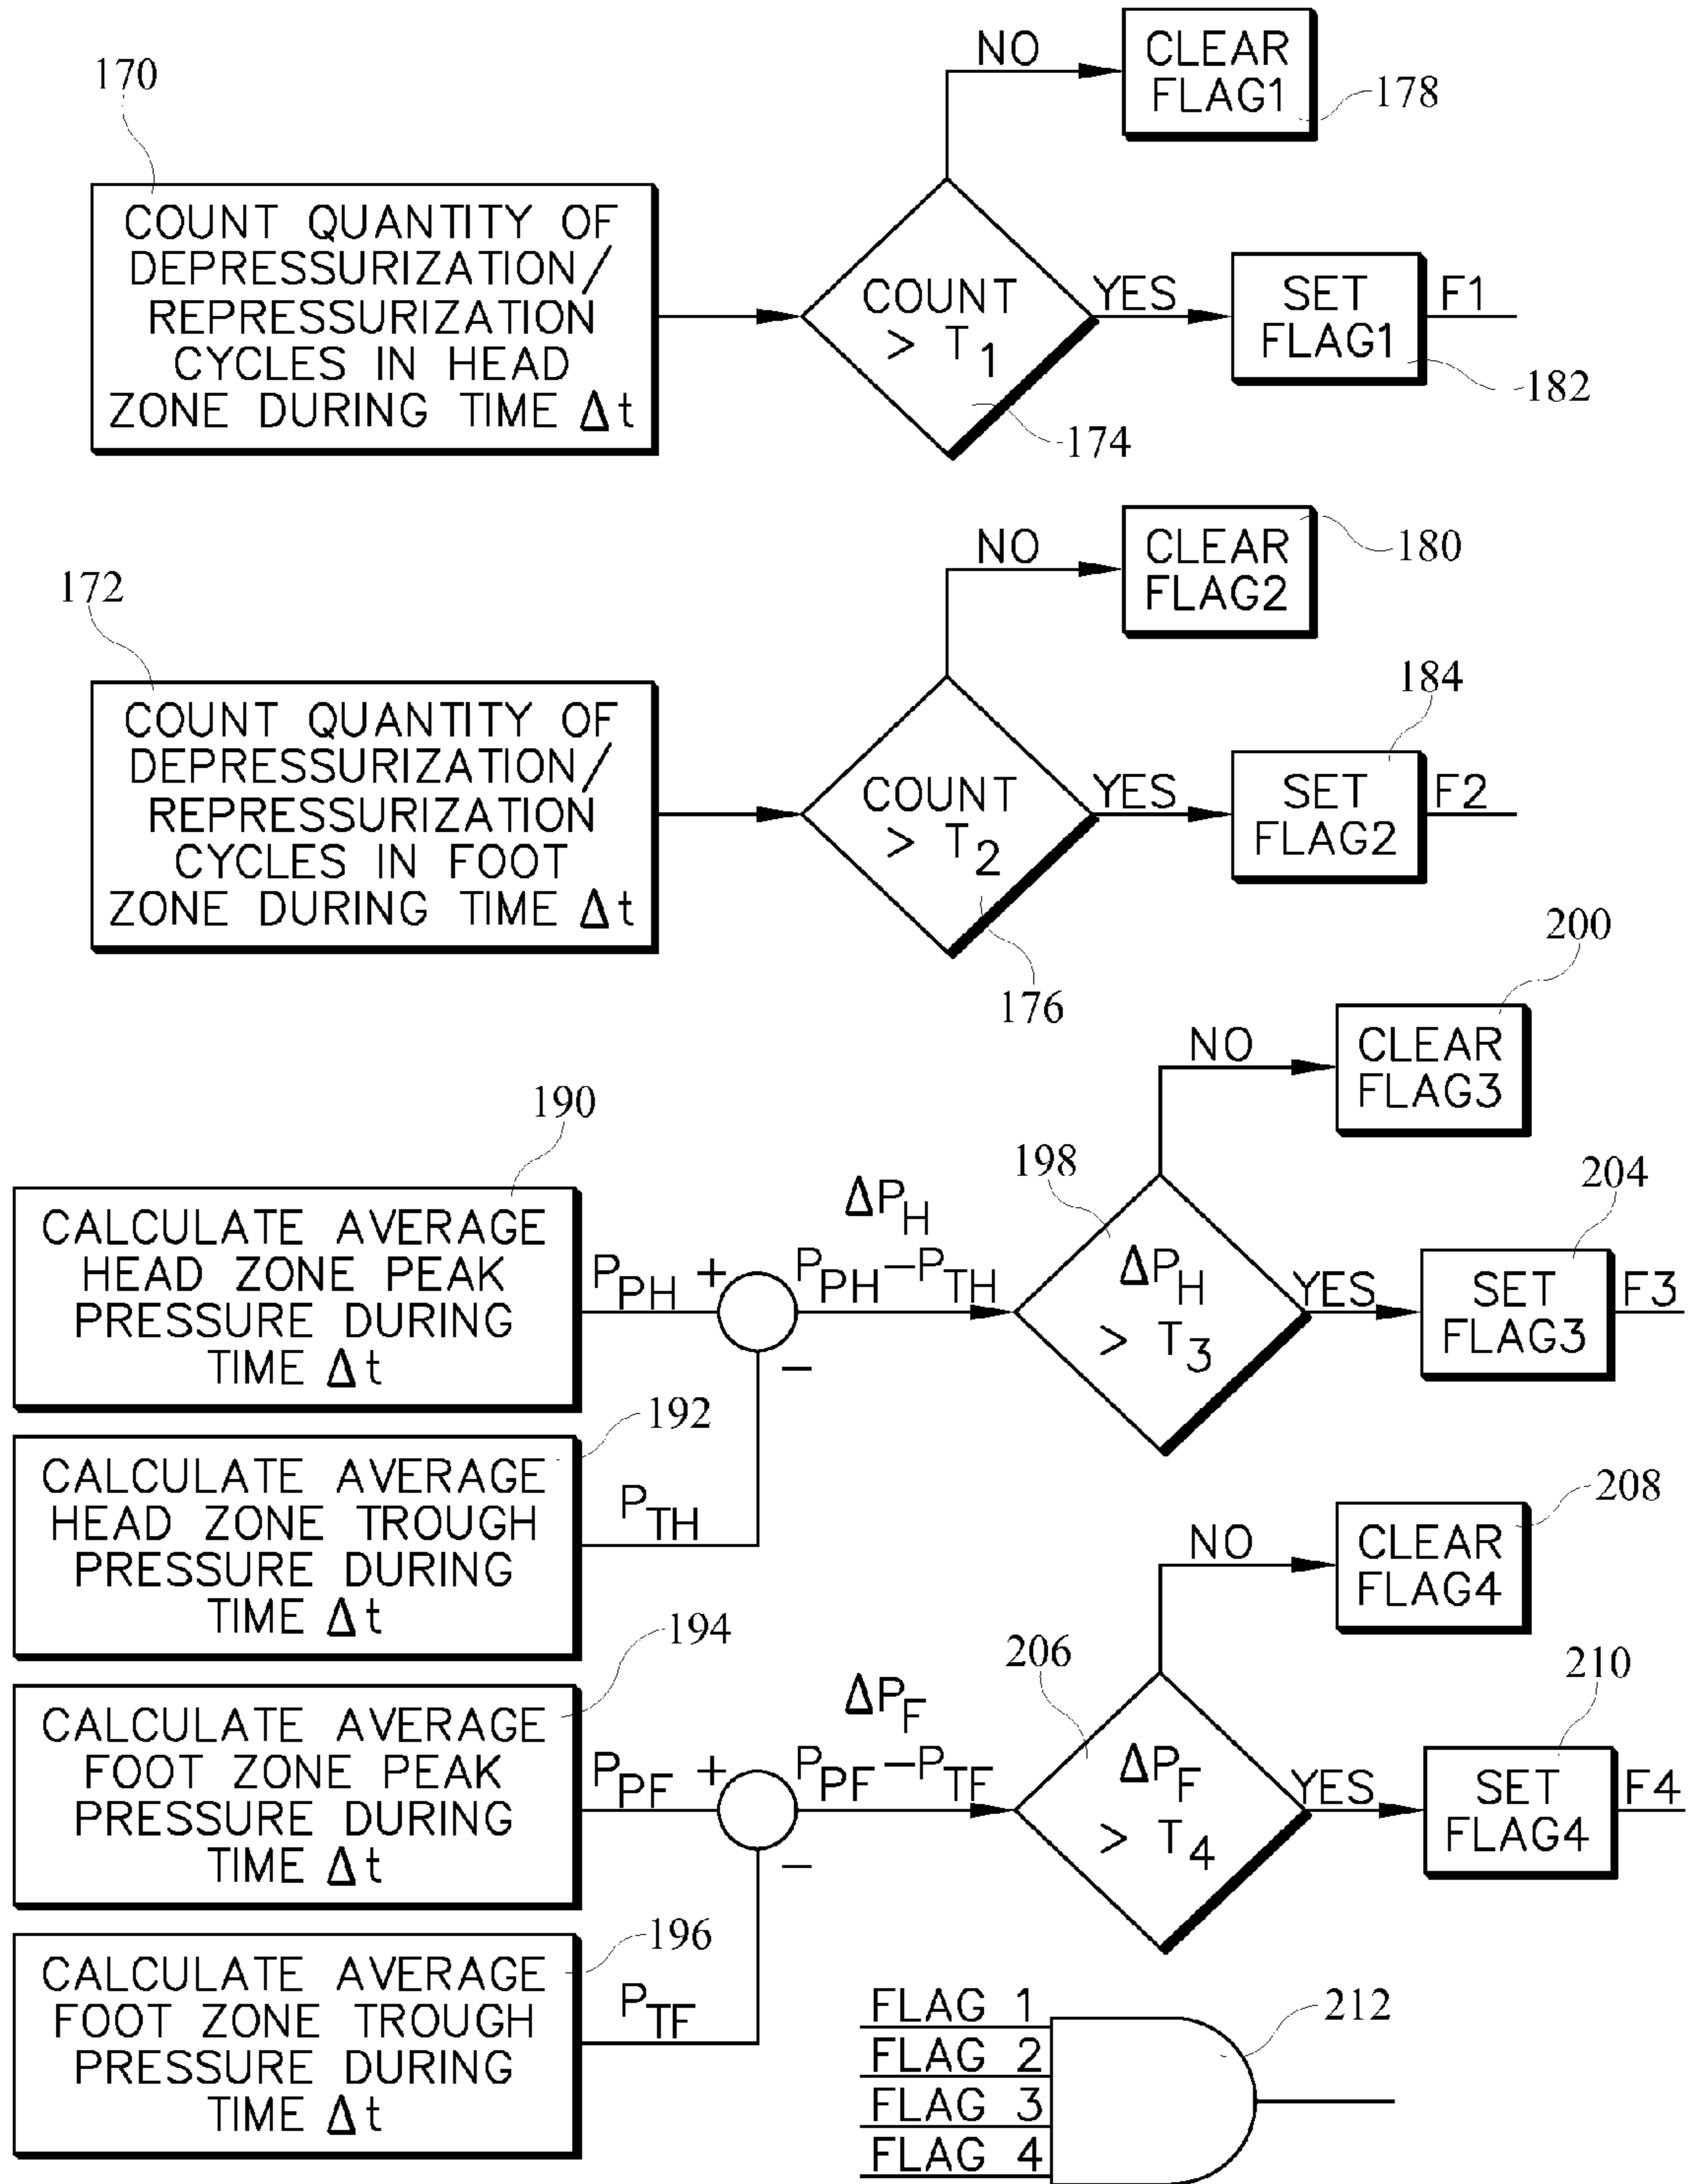 170
COUNT QUANTITY OF
DEPRESSURIZATION/
REPRESSURIZATION
CYCLES IN HEAD
ZONE DURING TIME Δt
COUNT
> T1
174
NO
CLEAR
FLAG1
178
YES
SET
FLAG1
F1
182
172
COUNT QUANTITY OF
DEPRESSURIZATION/
REPRESSURIZATION
CYCLES IN FOOT
ZONE DURING TIME Δt
COUNT
> T2
176
NO
CLEAR
FLAG2
180
YES
184
SET
FLAG2
F2
190
CALCULATE AVERAGE
HEAD ZONE PEAK
PRESSURE DURING
TIME Δt
PPH
+
−
192
CALCULATE AVERAGE
HEAD ZONE TROUGH
PRESSURE DURING
TIME Δt
PTH
ΔPH
PPH−PTH
198
ΔPH
> T3
NO
200
CLEAR
FLAG3
YES
204
SET
FLAG3
F3
194
CALCULATE AVERAGE
FOOT ZONE PEAK
PRESSURE DURING
TIME Δt
PPF
+
−
196
CALCULATE AVERAGE
FOOT ZONE TROUGH
PRESSURE DURING
TIME Δt
PTF
ΔPF
PPF−PTF
206
ΔPF
> T4
NO
208
CLEAR
FLAG4
YES
210
SET
FLAG4
F4
FLAG 1
FLAG 2
FLAG 3
FLAG 4
212